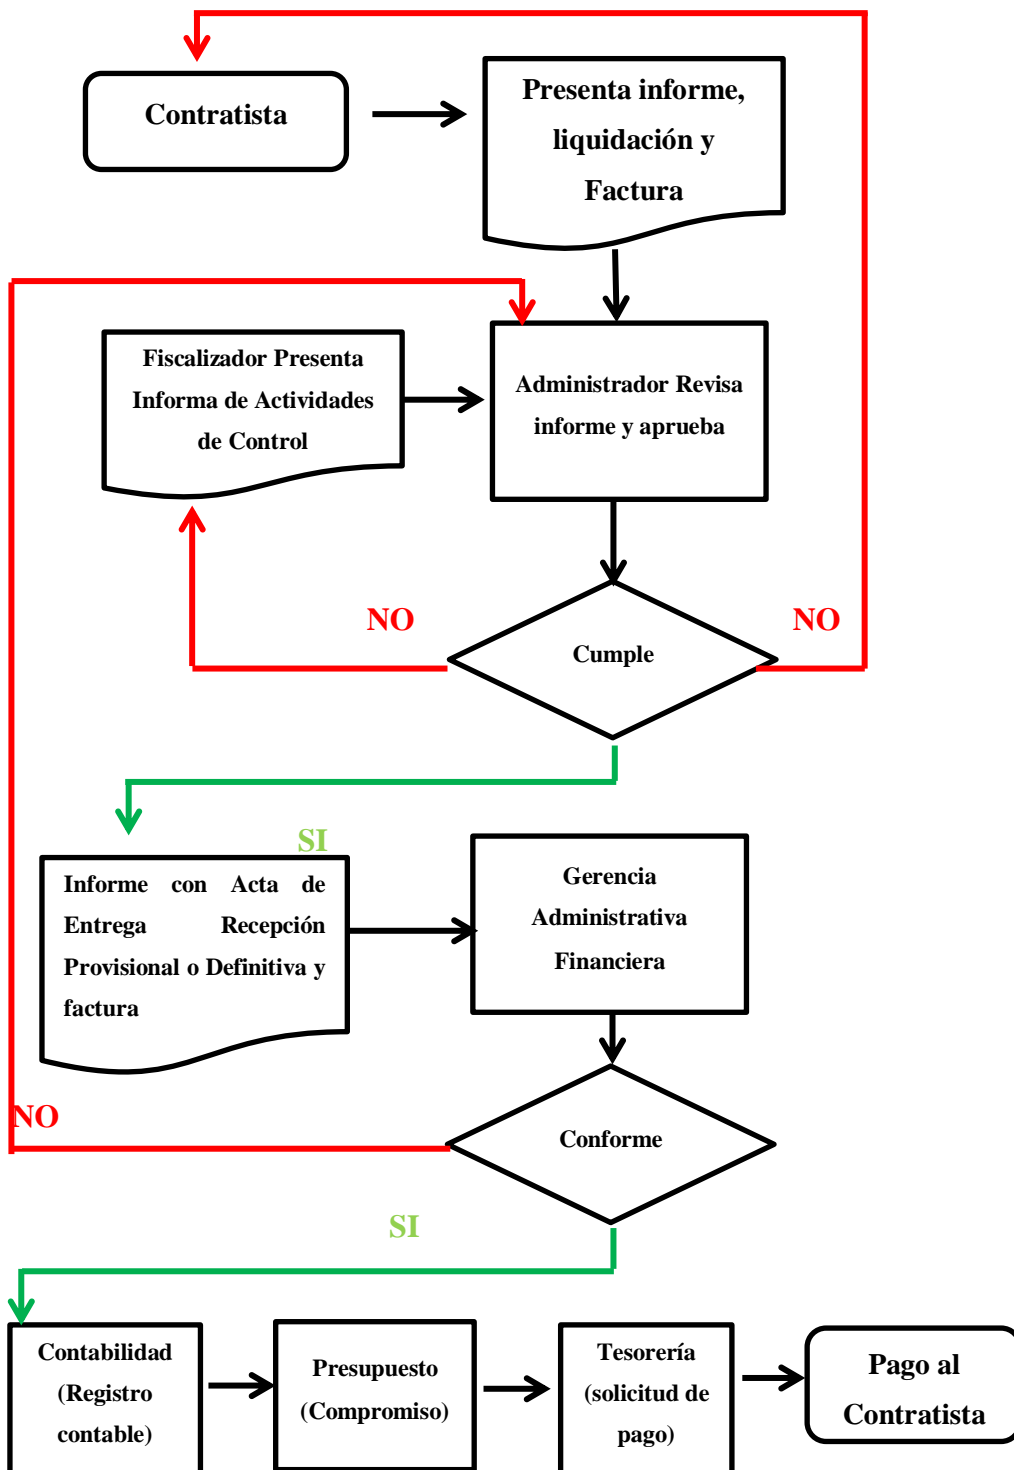 Contratista
Presenta informe,
liquidación y
Factura
Fiscalizador Presenta
Informa de Actividades
de Control
Administrador Revisa
informe y aprueba
NO
NO
Cumple
SI
Informe con Acta de
Entrega Recepción
Provisional o Definitiva y
factura
Gerencia
Administrativa
Financiera
NO
Conforme
SI
Contabilidad
(Registro
contable)
Presupuesto
(Compromiso)
Tesorería
(solicitud de
pago)
Pago al
Contratista